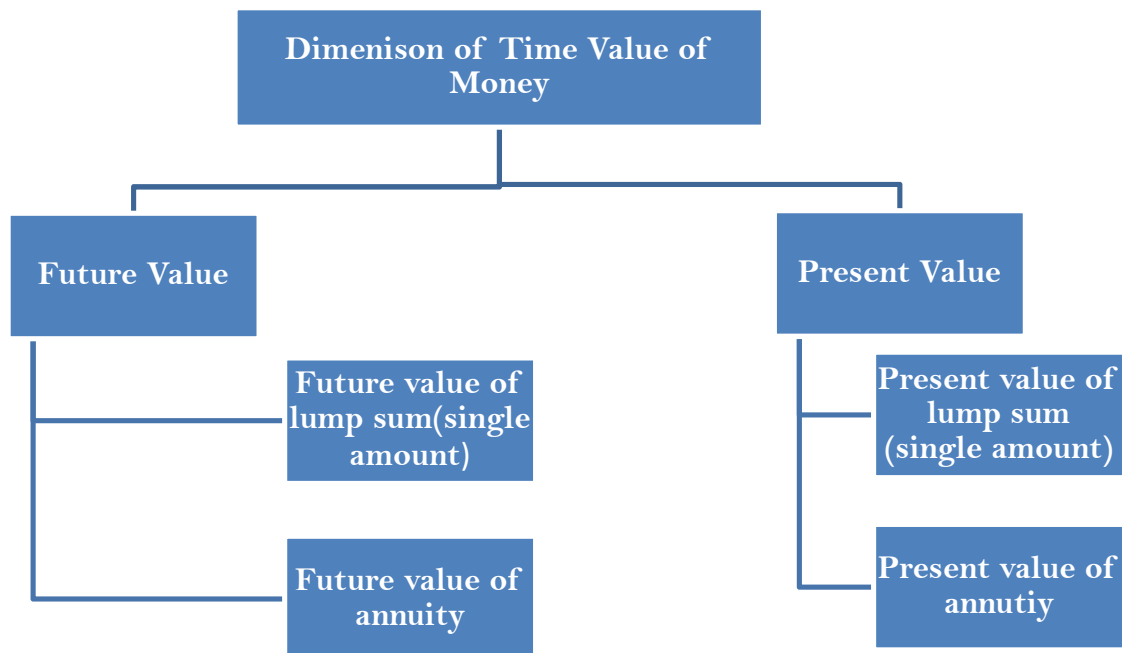 Dimenison of Time Value of
Money
Future Value
Present Value
Future value of
lump sum(single
amount)
Present value of
lump sum
(single amount)
Future value of
annuity
Present value of
annutiy